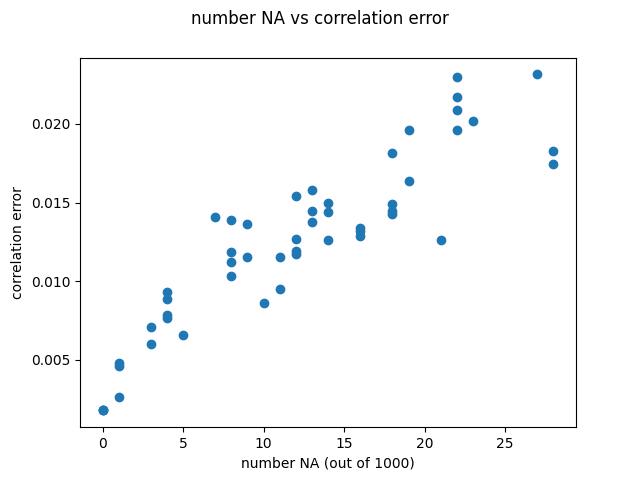 number NA vs correlation error
0.020
0.015
0.010
0.005
correlation error
0 5 10 15 20 25
number NA (out of 1000)